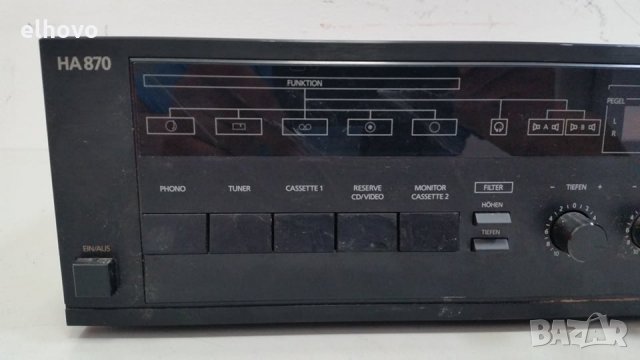 elhovo
HA 870
FUNKTION
PEGEL
L
R
A B
PHONO TUNER CASSETTE 1 RESERVE CD/VIDEO MONITOR CASSETTE 2
FILTER
HÖHEN
TIEFEN
− TIEFEN +
EIN/AUS
BAZAR